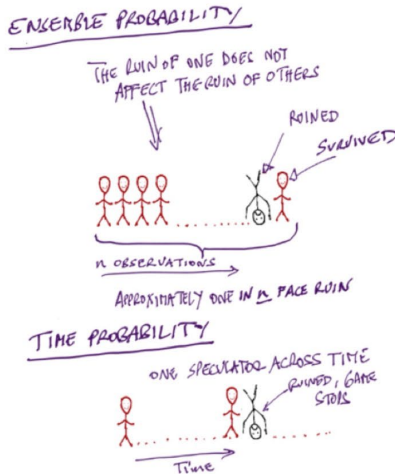 ENSEMBLE PROBABILITY
THE RUIN OF ONE DOES NOT
AFFECT THE RUIN OF OTHERS
RUINED
SURVIVED
n OBSERVATIONS
APPROXIMATELY ONE IN n FACE RUIN
TIME PROBABILITY
ONE SPECULATOR ACROSS TIME
RUINED, GAME
STOPS
Time